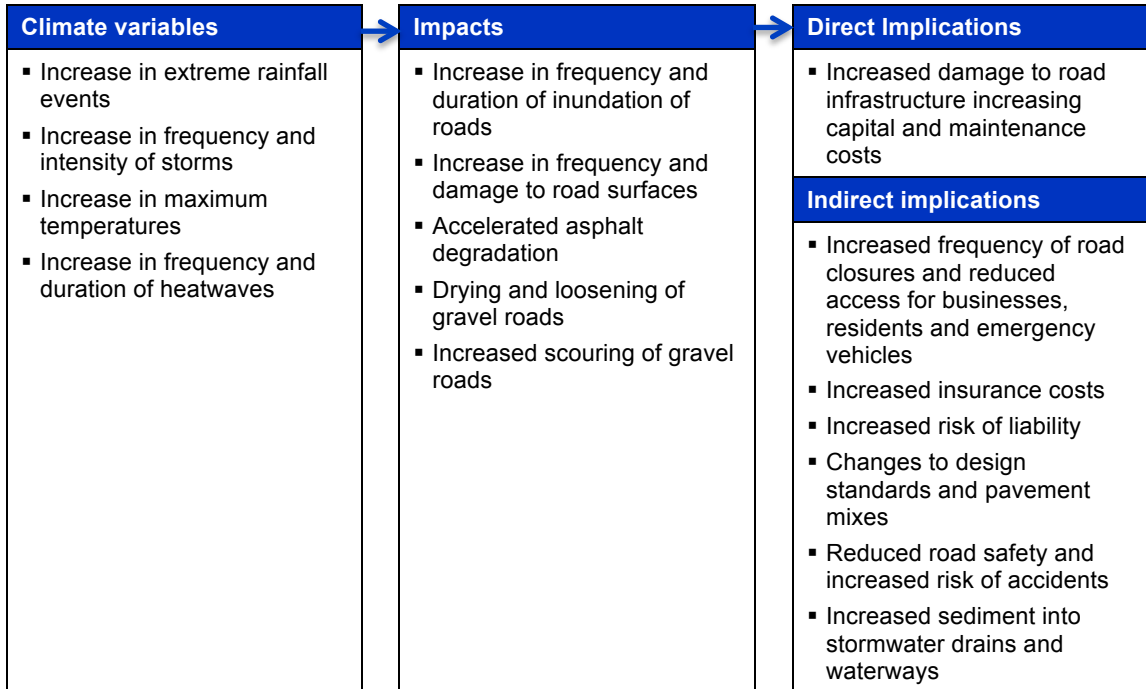 Climate variables
▪ Increase in extreme rainfall
events
▪ Increase in frequency and
intensity of storms
▪ Increase in maximum
temperatures
▪ Increase in frequency and
duration of heatwaves
Impacts
▪ Increase in frequency and
duration of inundation of
roads
▪ Increase in frequency and
damage to road surfaces
▪ Accelerated asphalt
degradation
▪ Drying and loosening of
gravel roads
▪ Increased scouring of gravel
roads
Direct Implications
▪ Increased damage to road
infrastructure increasing
capital and maintenance
costs
Indirect implications
▪ Increased frequency of road
closures and reduced
access for businesses,
residents and emergency
vehicles
▪ Increased insurance costs
▪ Increased risk of liability
▪ Changes to design
standards and pavement
mixes
▪ Reduced road safety and
increased risk of accidents
▪ Increased sediment into
stormwater drains and
waterways